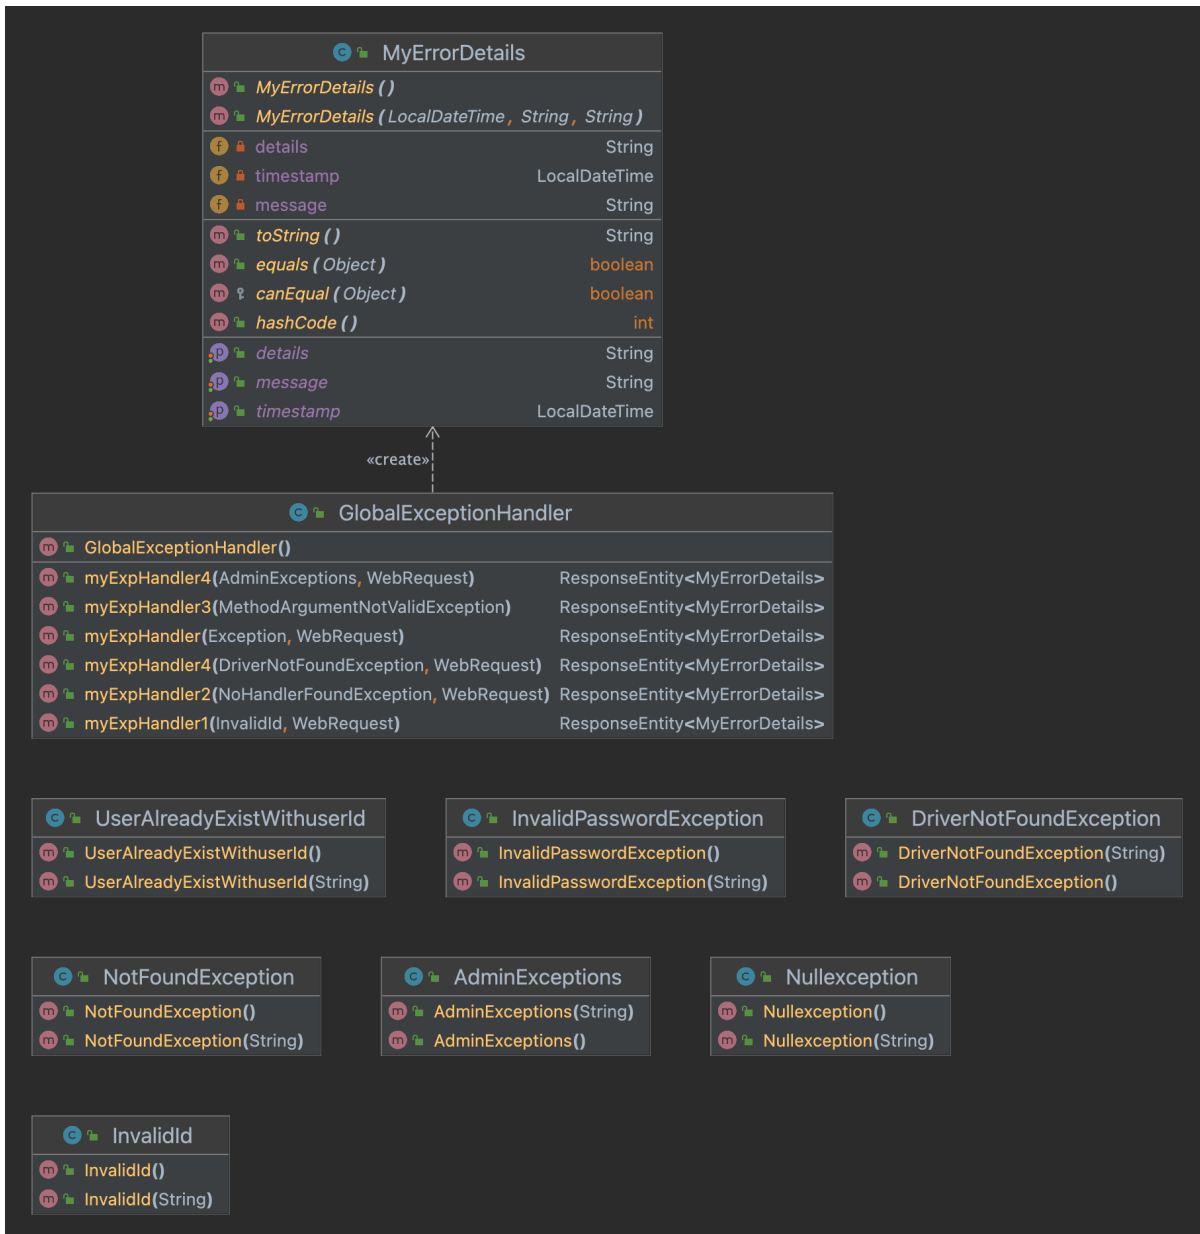 MyErrorDetails
MyErrorDetails()
MyErrorDetails(LocalDateTime, String, String)
details String
timestamp LocalDateTime
message String
toString() String
equals(Object) boolean
canEqual(Object) boolean
hashCode() int
details String
message String
timestamp LocalDateTime
«create»
GlobalExceptionHandler
GlobalExceptionHandler()
myExpHandler4(AdminExceptions, WebRequest) ResponseEntity<MyErrorDetails>
myExpHandler3(MethodArgumentNotValidException) ResponseEntity<MyErrorDetails>
myExpHandler(Exception, WebRequest) ResponseEntity<MyErrorDetails>
myExpHandler4(DriverNotFoundException, WebRequest) ResponseEntity<MyErrorDetails>
myExpHandler2(NoHandlerFoundException, WebRequest) ResponseEntity<MyErrorDetails>
myExpHandler1(InvalidId, WebRequest) ResponseEntity<MyErrorDetails>
UserAlreadyExistWithuserId
UserAlreadyExistWithuserId()
UserAlreadyExistWithuserId(String)
InvalidPasswordException
InvalidPasswordException()
InvalidPasswordException(String)
DriverNotFoundException
DriverNotFoundException(String)
DriverNotFoundException()
NotFoundException
NotFoundException()
NotFoundException(String)
AdminExceptions
AdminExceptions(String)
AdminExceptions()
Nullexception
Nullexception()
Nullexception(String)
InvalidId
InvalidId()
InvalidId(String)